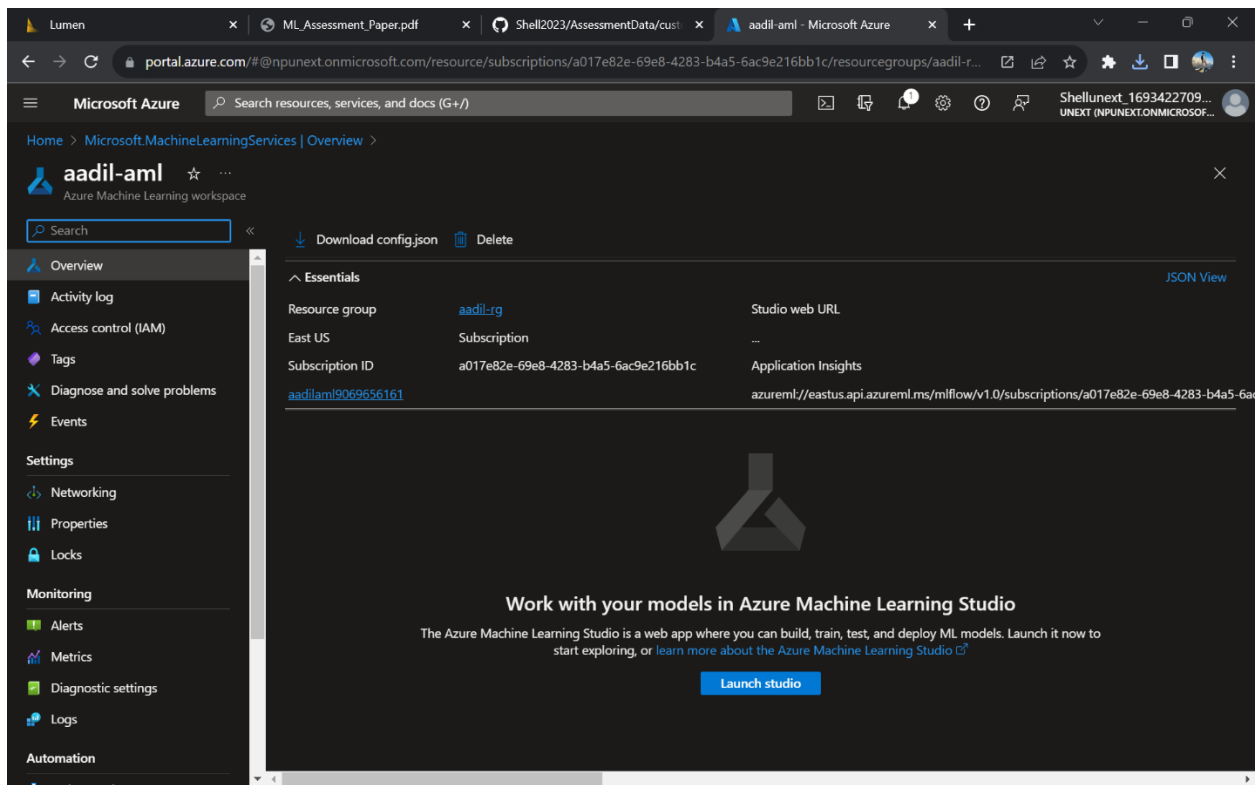 Lumen
ML_Assessment_Paper.pdf
Shell2023/AssessmentData/cust
aadil-aml - Microsoft Azure
portal.azure.com/#@npunext.onmicrosoft.com/resource/subscriptions/a017e82e-69e8-4283-b4a5-6ac9e216bb1c/resourcegroups/aadil-r...
Microsoft Azure
Search resources, services, and docs (G+/)
1
Shellunext_1693422709...
UNEXT (NPUNEXT.ONMICROSOF...
Home > Microsoft.MachineLearningServices | Overview >
aadil-aml
Azure Machine Learning workspace
Search
Overview
Activity log
Access control (IAM)
Tags
Diagnose and solve problems
Events
Settings
Networking
Properties
Locks
Monitoring
Alerts
Metrics
Diagnostic settings
Logs
Automation
Download config.json
Delete
Essentials
JSON View
Resource group aadil-rg Studio web URL
East US Subscription ...
Subscription ID a017e82e-69e8-4283-b4a5-6ac9e216bb1c Application Insights
aadilaml9069656161 azureml://eastus.api.azureml.ms/mlflow/v1.0/subscriptions/a017e82e-69e8-4283-b4a5-6ac
Work with your models in Azure Machine Learning Studio
The Azure Machine Learning Studio is a web app where you can build, train, test, and deploy ML models. Launch it now to
start exploring, or learn more about the Azure Machine Learning Studio
Launch studio